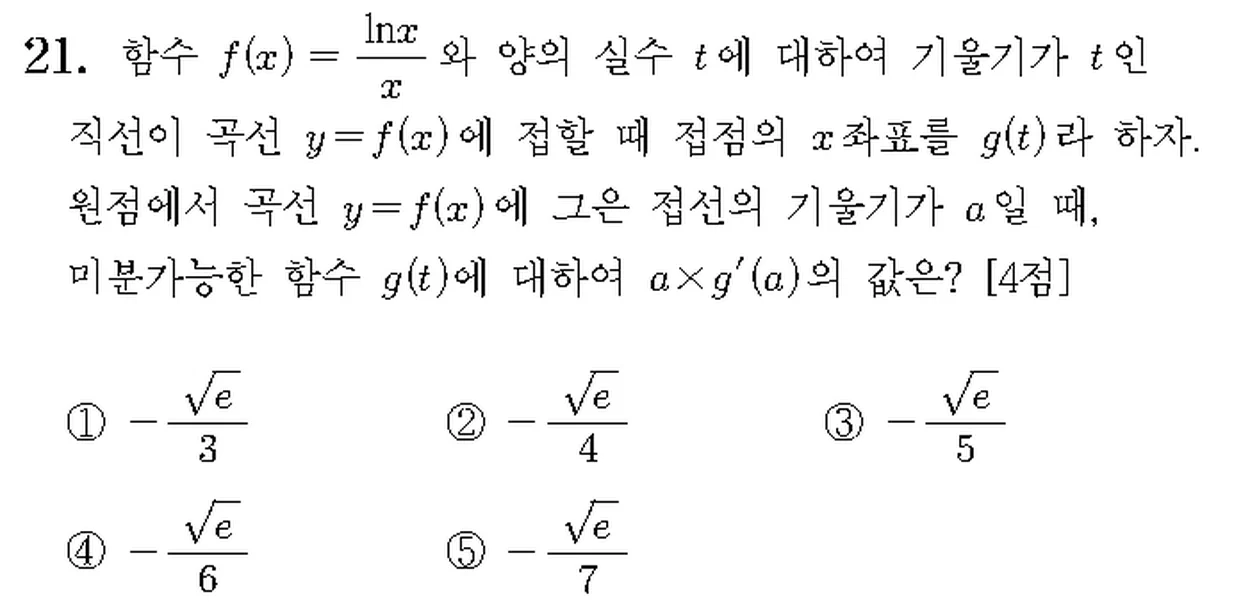 21. 함수 f(x) = lnx/x 와 양의 실수 t에 대하여 기울기가 t인
직선이 곡선 y=f(x)에 접할 때 접점의 x좌표를 g(t)라 하자.
원점에서 곡선 y=f(x)에 그은 접선의 기울기가 a일 때,
미분가능한 함수 g(t)에 대하여 a×g′(a)의 값은? [4점]
① -√e/3 ② -√e/4 ③ -√e/5
④ -√e/6 ⑤ -√e/7